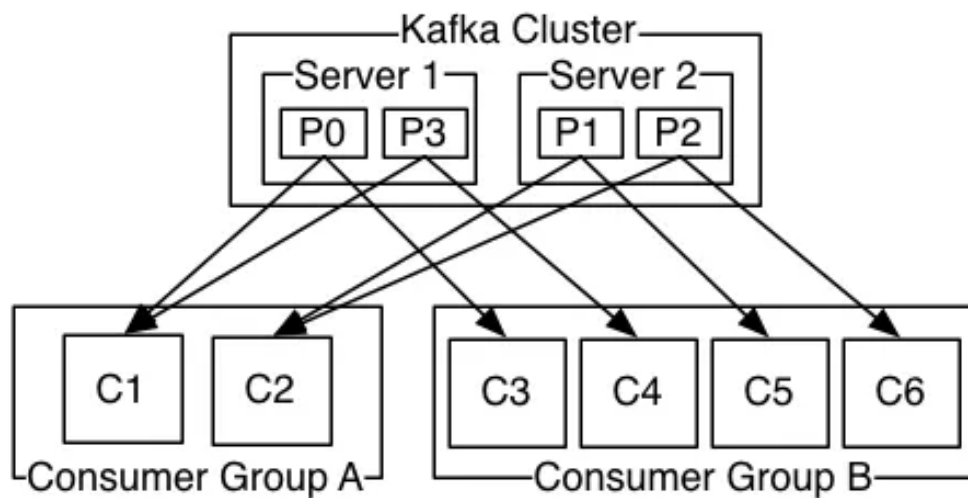 Kafka Cluster
Server 1
Server 2
P0
P3
P1
P2
C1
C2
C3
C4
C5
C6
Consumer Group A
Consumer Group B